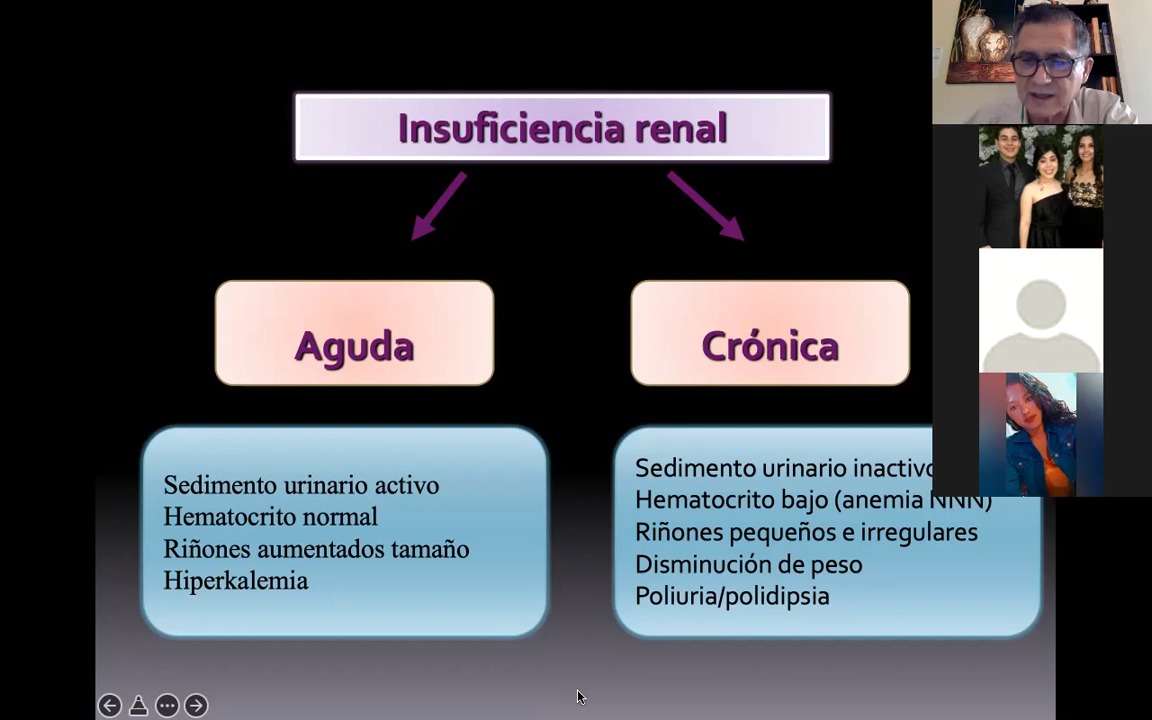 Insuficiencia renal
Aguda
Crónica
Sedimento urinario activo
Hematocrito normal
Riñones aumentados tamaño
Hiperkalemia
Sedimento urinario inactivo
Hematocrito bajo (anemia NNN)
Riñones pequeños e irregulares
Disminución de peso
Poliuria/polidipsia